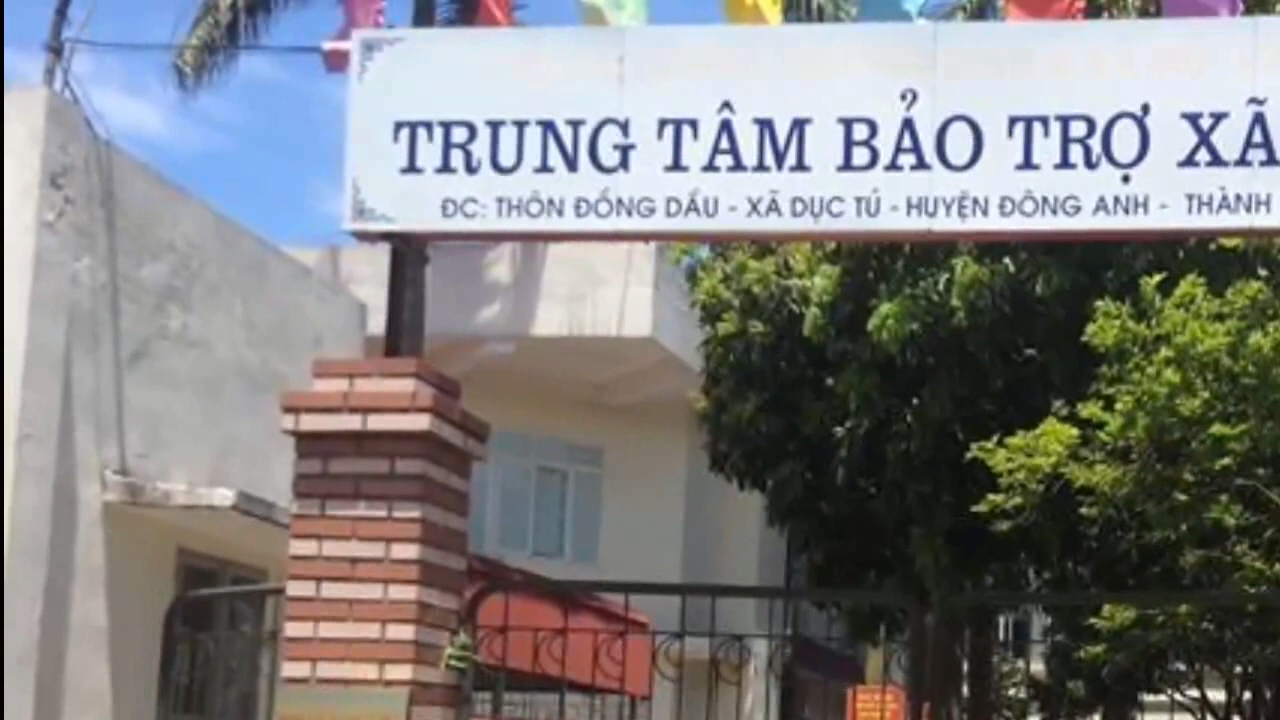 TRUNG TÂM BẢO TRỢ XÃ
ĐC: THÔN ĐỒNG DẦU - XÃ DỤC TÚ - HUYỆN ĐÔNG ANH - THÀNH